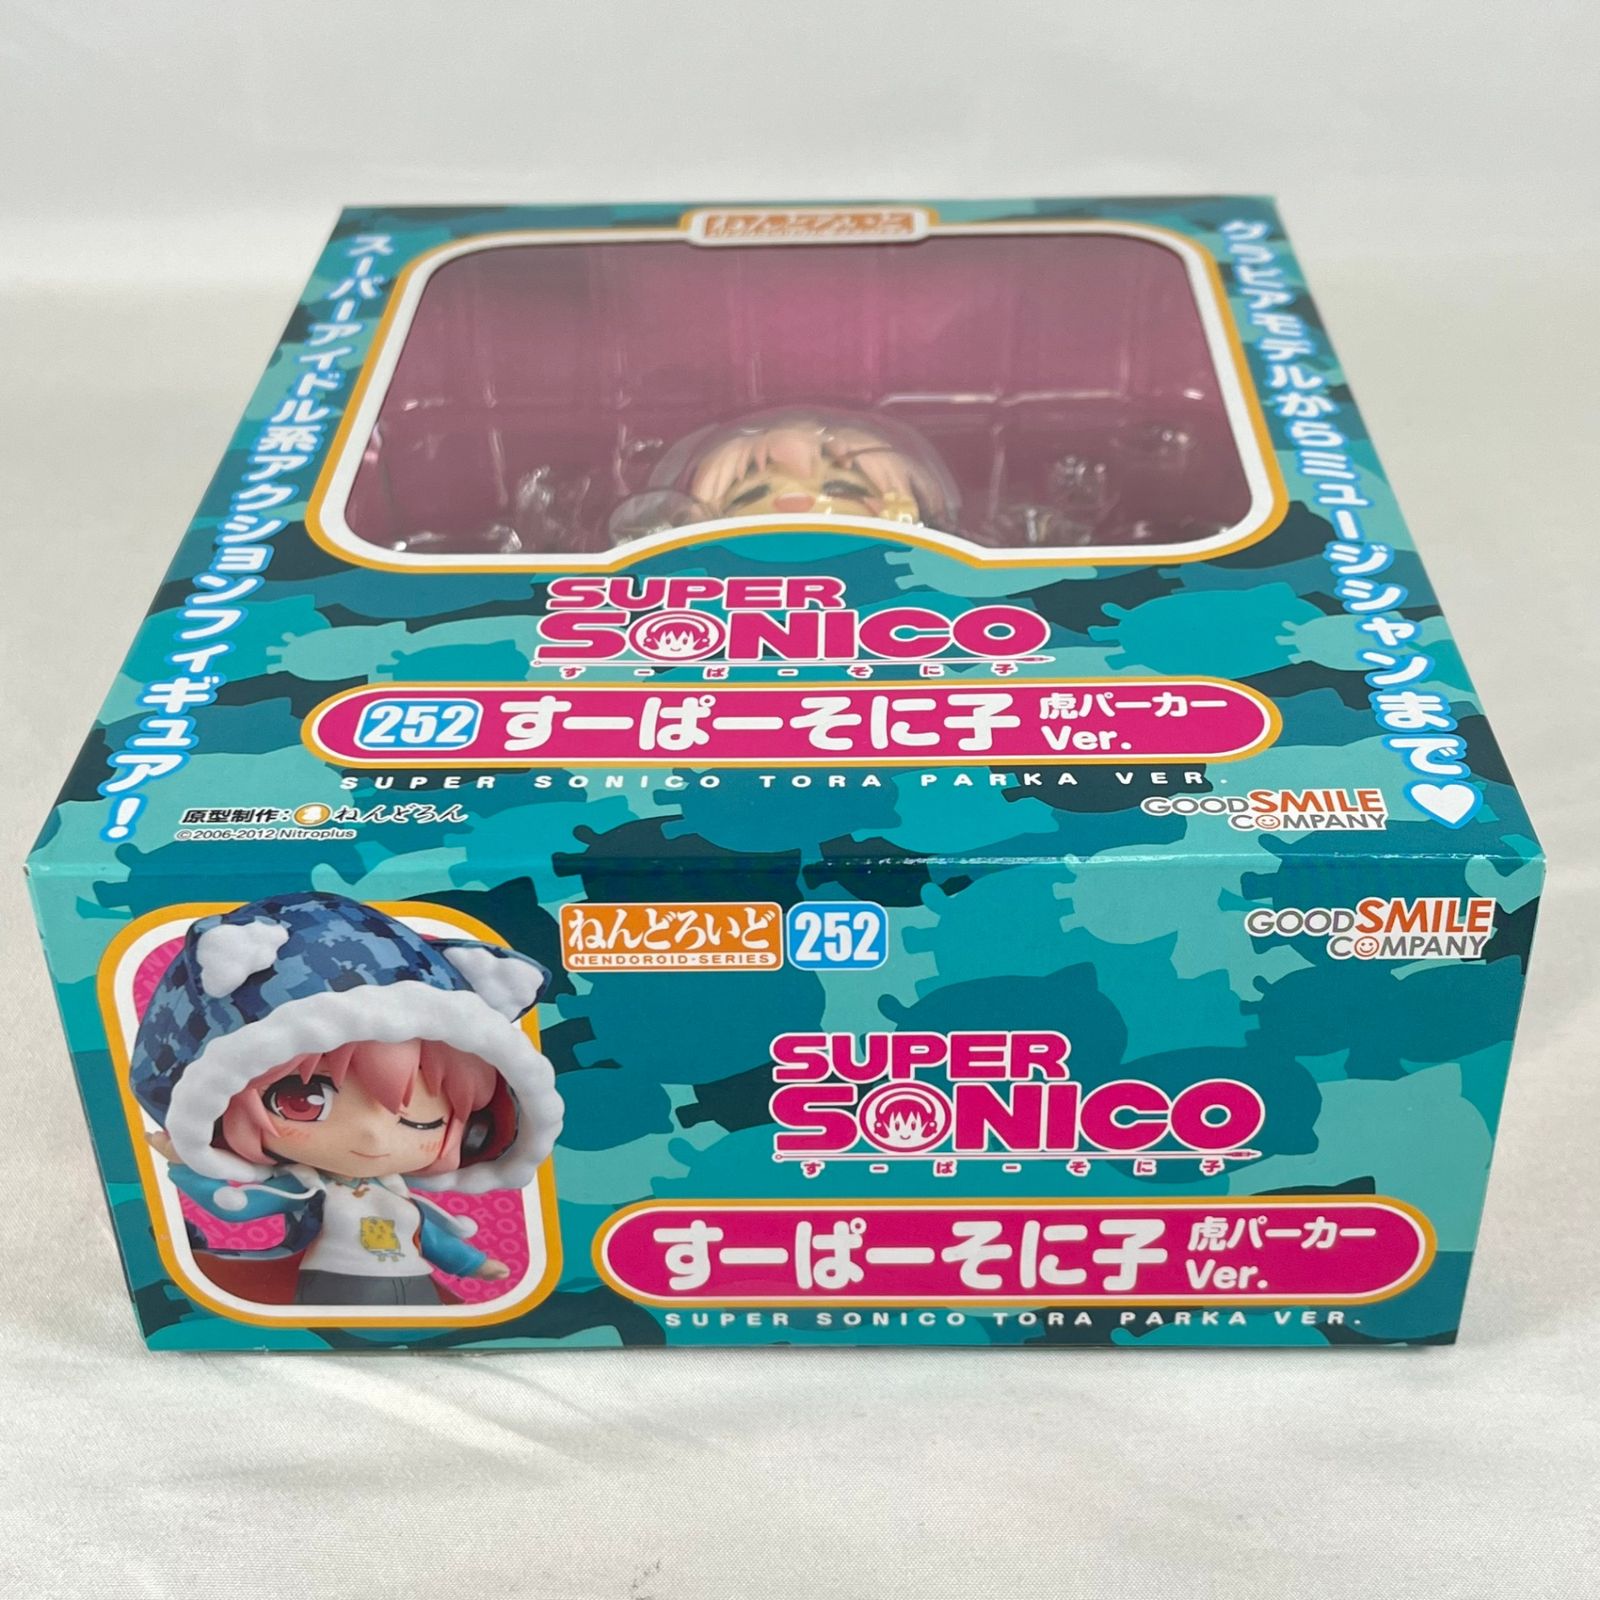 スーパーアイドル系アクションフィギュア!
グラビアモデルからミュージシャンまで♥
SUPER
SONICO
すーぱーそに子
252 すーぱーそに子 虎パーカー
Ver.
SUPER SONICO TORA PARKA VER.
原型制作:ねんどろん
©2006-2012 Nitroplus
GOODSMILE
COMPANY
ねんどろいど 252
NENDOROID・SERIES
GOODSMILE
COMPANY
SUPER
SONICO
すーぱーそに子
すーぱーそに子 虎パーカー
Ver.
SUPER SONICO TORA PARKA VER.